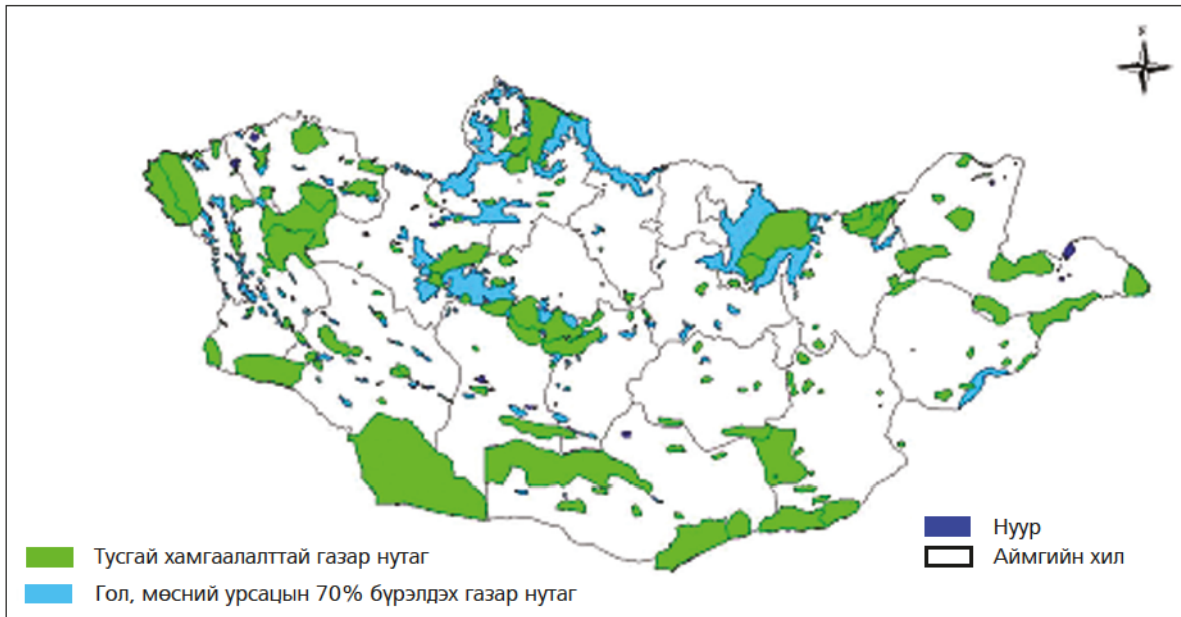 Тусгай хамгаалалттай газар нутаг
Гол, мөсний урсацын 70% бүрэлдэх газар нутаг
Нуур
Аймгийн хил